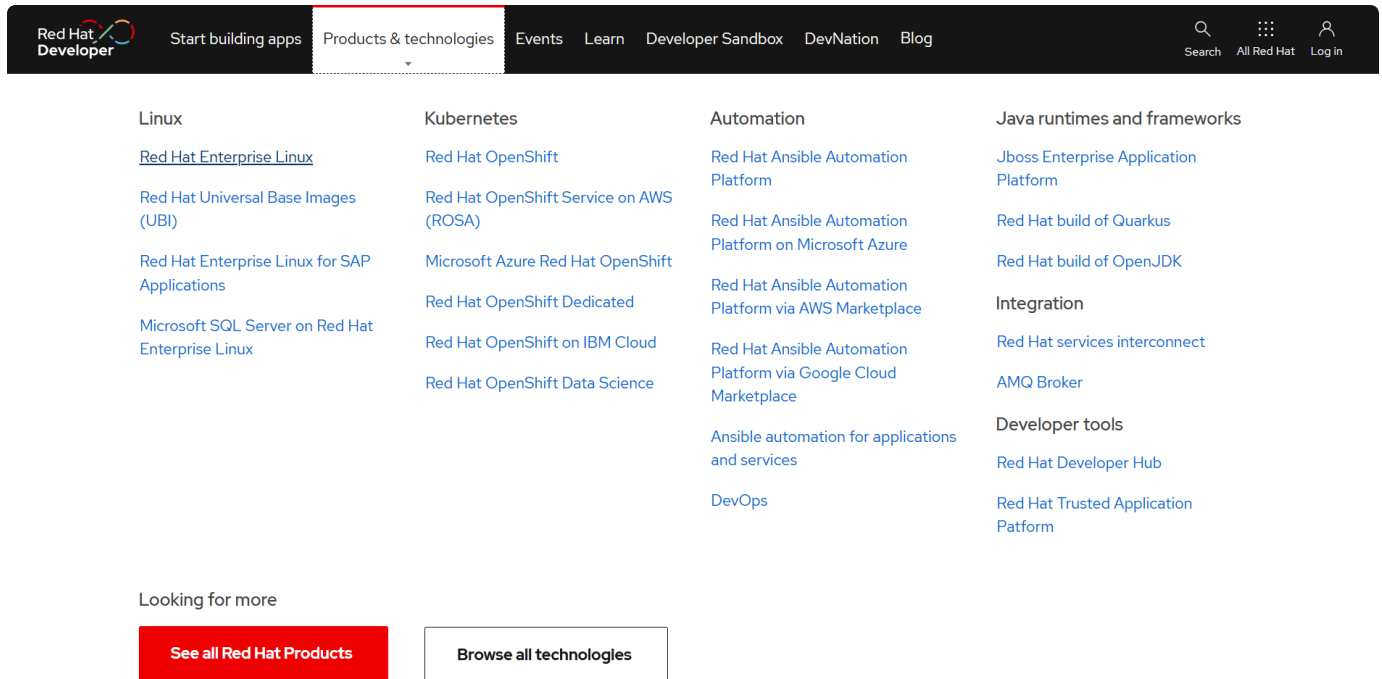 Red Hat
Developer
Start building apps
Products & technologies
Events
Learn
Developer Sandbox
DevNation
Blog
Search
All Red Hat
Log in
Linux
Red Hat Enterprise Linux
Red Hat Universal Base Images
(UBI)
Red Hat Enterprise Linux for SAP
Applications
Microsoft SQL Server on Red Hat
Enterprise Linux
Kubernetes
Red Hat OpenShift
Red Hat OpenShift Service on AWS
(ROSA)
Microsoft Azure Red Hat OpenShift
Red Hat OpenShift Dedicated
Red Hat OpenShift on IBM Cloud
Red Hat OpenShift Data Science
Automation
Red Hat Ansible Automation
Platform
Red Hat Ansible Automation
Platform on Microsoft Azure
Red Hat Ansible Automation
Platform via AWS Marketplace
Red Hat Ansible Automation
Platform via Google Cloud
Marketplace
Ansible automation for applications
and services
DevOps
Java runtimes and frameworks
Jboss Enterprise Application
Platform
Red Hat build of Quarkus
Red Hat build of OpenJDK
Integration
Red Hat services interconnect
AMQ Broker
Developer tools
Red Hat Developer Hub
Red Hat Trusted Application
Patform
Looking for more
See all Red Hat Products
Browse all technologies